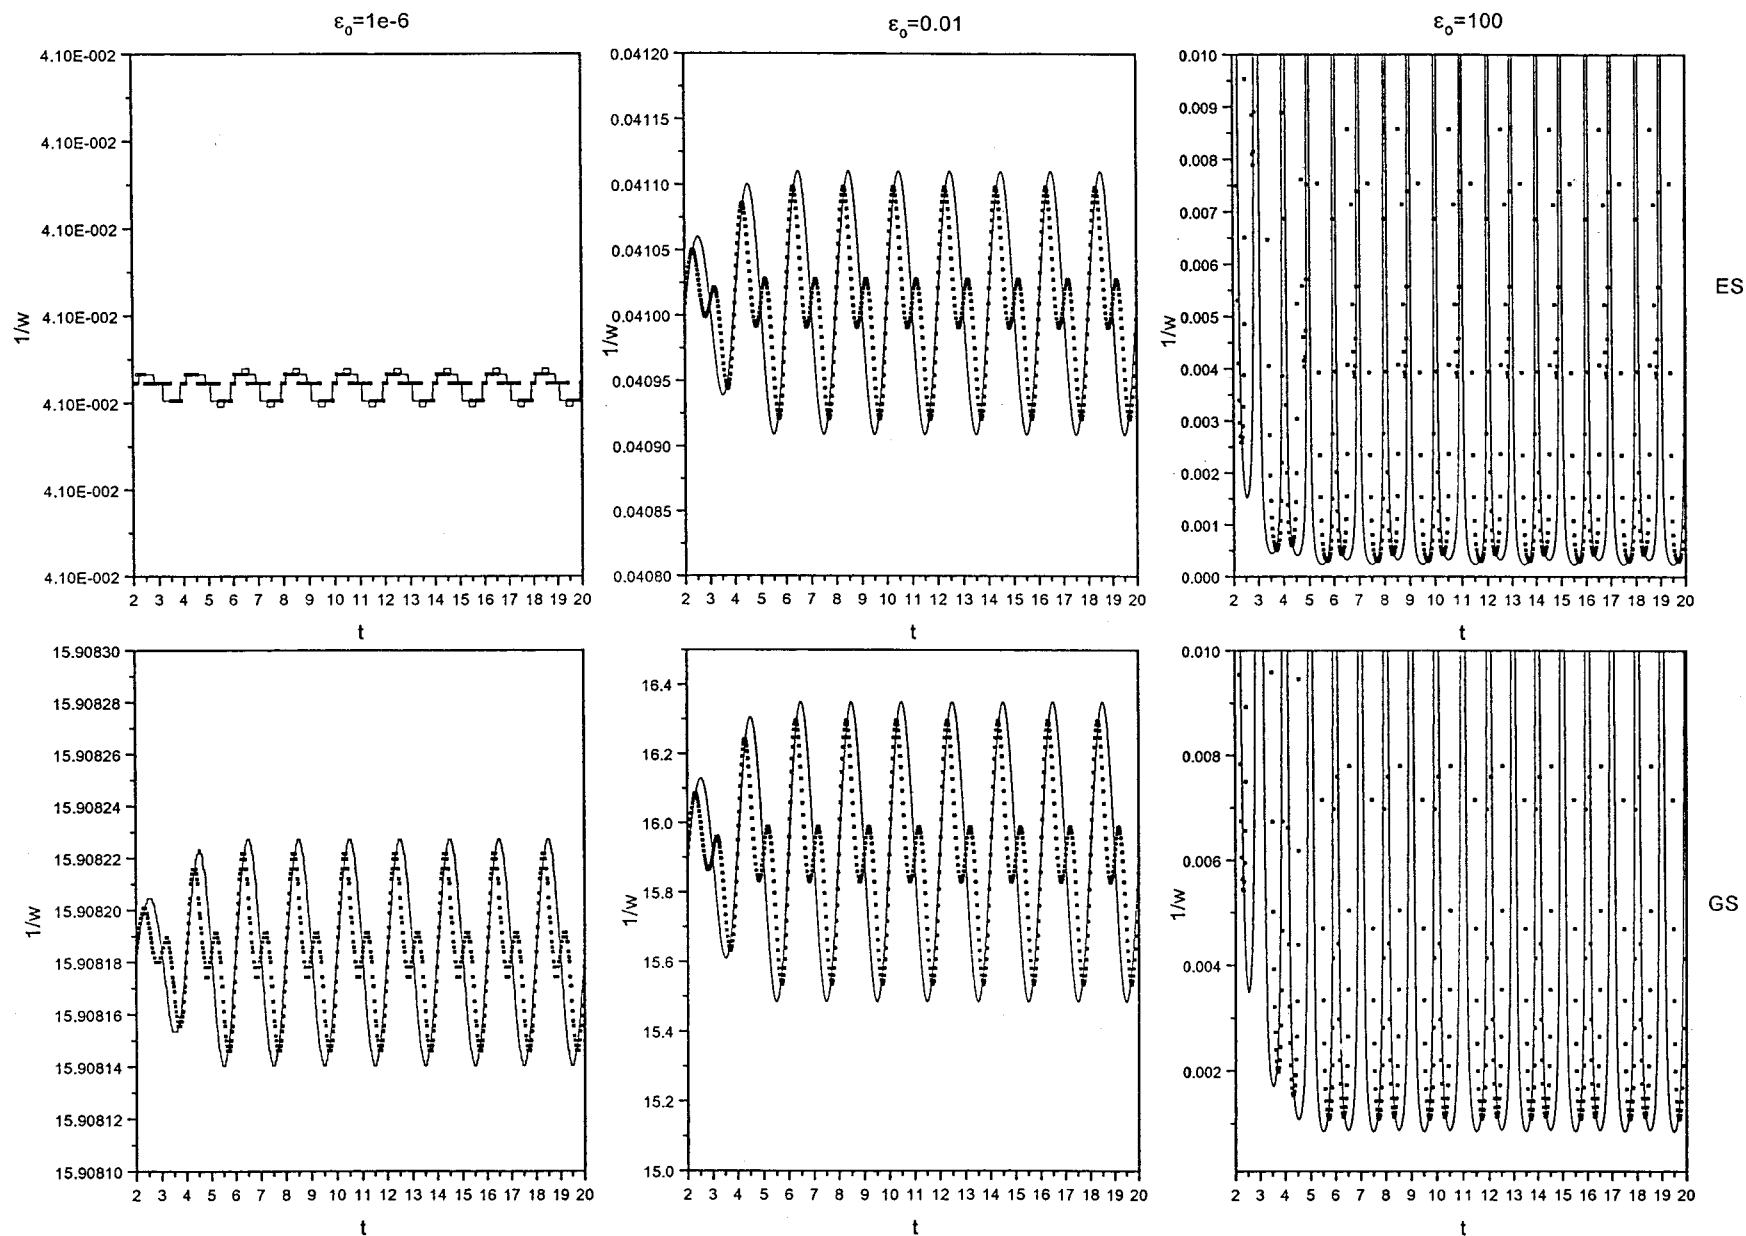 εo=1e-6
εo=0.01
εo=100
4.10E-002
4.10E-002
4.10E-002
4.10E-002
4.10E-002
4.10E-002
4.10E-002
1/w
2 3 4 5 6 7 8 9 10 11 12 13 14 15 16 17 18 19 20
t
0.04120
0.04115
0.04110
0.04105
0.04100
0.04095
0.04090
0.04085
0.04080
1/w
2 3 4 5 6 7 8 9 10 11 12 13 14 15 16 17 18 19 20
t
0.010
0.009
0.008
0.007
0.006
0.005
0.004
0.003
0.002
0.001
0.000
1/w
2 3 4 5 6 7 8 9 10 11 12 13 14 15 16 17 18 19 20
t
ES
15.90830
15.90828
15.90826
15.90824
15.90822
15.90820
15.90818
15.90816
15.90814
15.90812
15.90810
1/w
2 3 4 5 6 7 8 9 10 11 12 13 14 15 16 17 18 19 20
t
16.4
16.2
16.0
15.8
15.6
15.4
15.2
15.0
1/w
2 3 4 5 6 7 8 9 10 11 12 13 14 15 16 17 18 19 20
t
0.010
0.008
0.006
0.004
0.002
1/w
2 3 4 5 6 7 8 9 10 11 12 13 14 15 16 17 18 19 20
t
GS